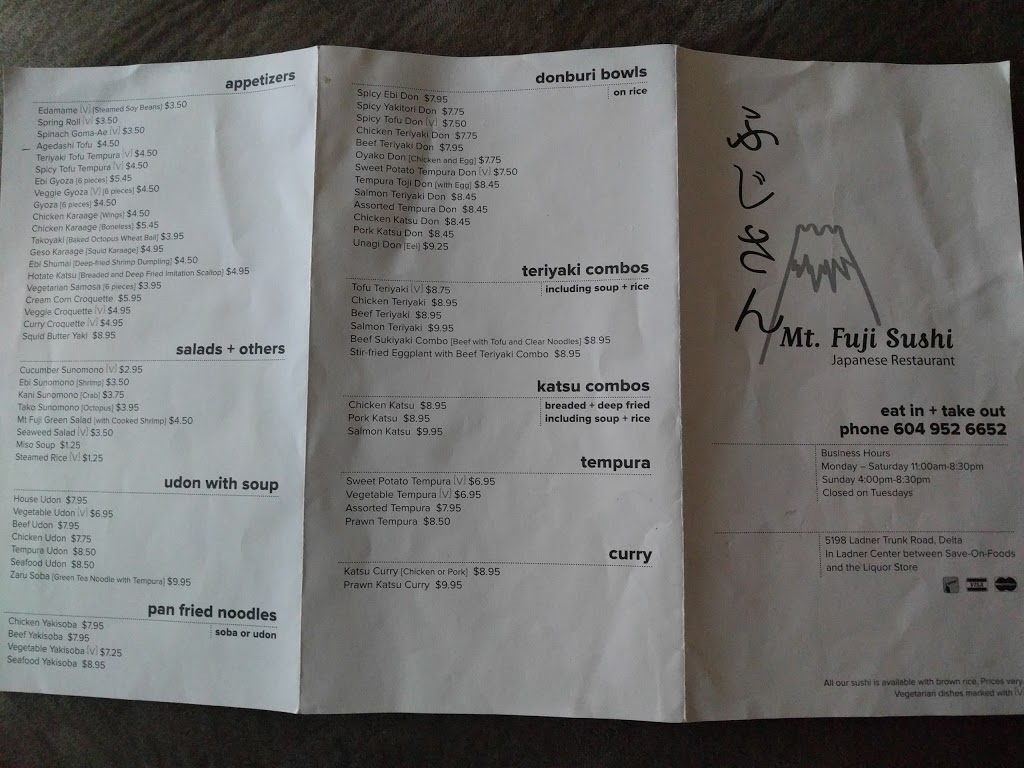 appetizers
Edamame [V] [Steamed Soy Beans] $3.50
Spring Roll [V] $3.50
Spinach Goma-Ae [V] $3.50
Agedashi Tofu $4.50
Teriyaki Tofu Tempura [V] $4.50
Spicy Tofu Tempura [V] $4.50
Ebi Gyoza [6 pieces] $5.45
Veggie Gyoza [V] [6 pieces] $4.50
Gyoza [6 pieces] $4.50
Chicken Karaage [Wings] $4.50
Chicken Karaage [Boneless] $5.45
Takoyaki [Baked Octopus Wheat Ball] $3.95
Geso Karaage [Squid Karaage] $4.95
Ebi Shumai [Deep-fried Shrimp Dumpling] $4.50
Hotate Katsu [Breaded and Deep Fried Imitation Scallop] $4.95
Vegetarian Samosa [6 pieces] $3.95
Cream Corn Croquette $5.95
Veggie Croquette [V] $4.95
Curry Croquette [V] $4.95
Squid Butter Yaki $8.95
salads + others
Cucumber Sunomono [V] $2.95
Ebi Sunomono [Shrimp] $3.50
Kani Sunomono [Crab] $3.75
Tako Sunomono [Octopus] $3.95
Mt Fuji Green Salad [with Cooked Shrimp] $4.50
Seaweed Salad [V] $3.50
Miso Soup $1.25
Steamed Rice [V] $1.25
udon with soup
House Udon $7.95
Vegetable Udon [V] $6.95
Beef Udon $7.95
Chicken Udon $7.75
Tempura Udon $8.50
Seafood Udon $8.50
Zaru Soba [Green Tea Noodle with Tempura] $9.95
pan fried noodles
soba or udon
Chicken Yakisoba $7.95
Beef Yakisoba $7.95
Vegetable Yakisoba [V] $7.25
Seafood Yakisoba $8.95
donburi bowls
on rice
Spicy Ebi Don $7.95
Spicy Yakitori Don $7.75
Spicy Tofu Don [V] $7.50
Chicken Teriyaki Don $7.75
Beef Teriyaki Don $7.95
Oyako Don [Chicken and Egg] $7.75
Sweet Potato Tempura Don [V] $7.50
Tempura Toji Don [with Egg] $8.45
Salmon Teriyaki Don $8.45
Assorted Tempura Don $8.45
Chicken Katsu Don $8.45
Pork Katsu Don $8.45
Unagi Don [Eel] $9.25
teriyaki combos
including soup + rice
Tofu Teriyaki [V] $8.75
Chicken Teriyaki $8.95
Beef Teriyaki $8.95
Salmon Teriyaki $9.95
Beef Sukiyaki Combo [Beef with Tofu and Clear Noodles] $8.95
Stir-fried Eggplant with Beef Teriyaki Combo $8.95
katsu combos
breaded + deep fried
including soup + rice
Chicken Katsu $8.95
Pork Katsu $8.95
Salmon Katsu $9.95
tempura
Sweet Potato Tempura [V] $6.95
Vegetable Tempura [V] $6.95
Assorted Tempura $7.95
Prawn Tempura $8.50
curry
Katsu Curry [Chicken or Pork] $8.95
Prawn Katsu Curry $9.95
Mt. Fuji Sushi
Japanese Restaurant
eat in + take out
phone 604 952 6652
Business Hours
Monday – Saturday 11:00am-8:30pm
Sunday 4:00pm-8:30pm
Closed on Tuesdays
5198 Ladner Trunk Road, Delta
In Ladner Center between Save-On-Foods
and the Liquor Store
VISA
All our sushi is available with brown rice. Prices vary
Vegetarian dishes marked with [V